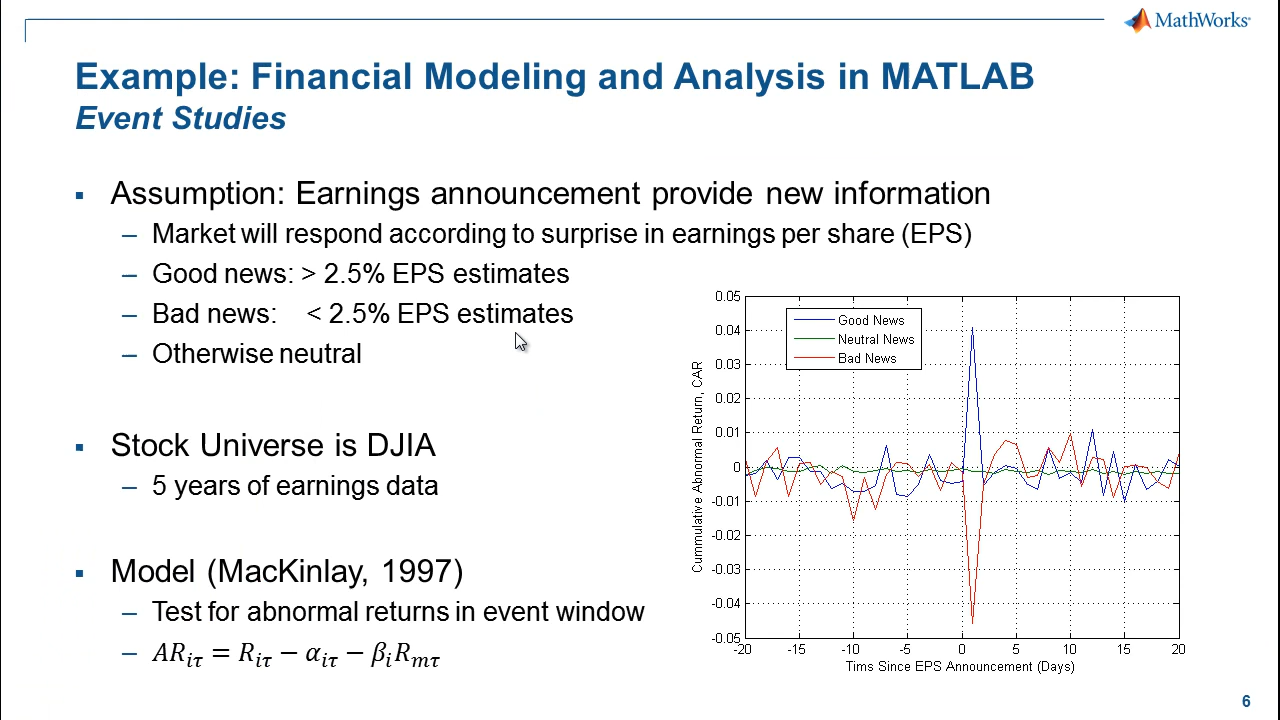 MathWorks®
Example: Financial Modeling and Analysis in MATLAB
Event Studies
▪ Assumption: Earnings announcement provide new information
– Market will respond according to surprise in earnings per share (EPS)
– Good news: > 2.5% EPS estimates
– Bad news: < 2.5% EPS estimates
– Otherwise neutral
▪ Stock Universe is DJIA
– 5 years of earnings data
▪ Model (MacKinlay, 1997)
– Test for abnormal returns in event window
– ARiτ = Riτ − αiτ − βiRmτ
Good News
Neutral News
Bad News
Cummulative Abnormal Return, CAR
0.05
0.04
0.03
0.02
0.01
0
-0.01
-0.02
-0.03
-0.04
-0.05
-20 -15 -10 -5 0 5 10 15 20
Tims Since EPS Announcement (Days)
6